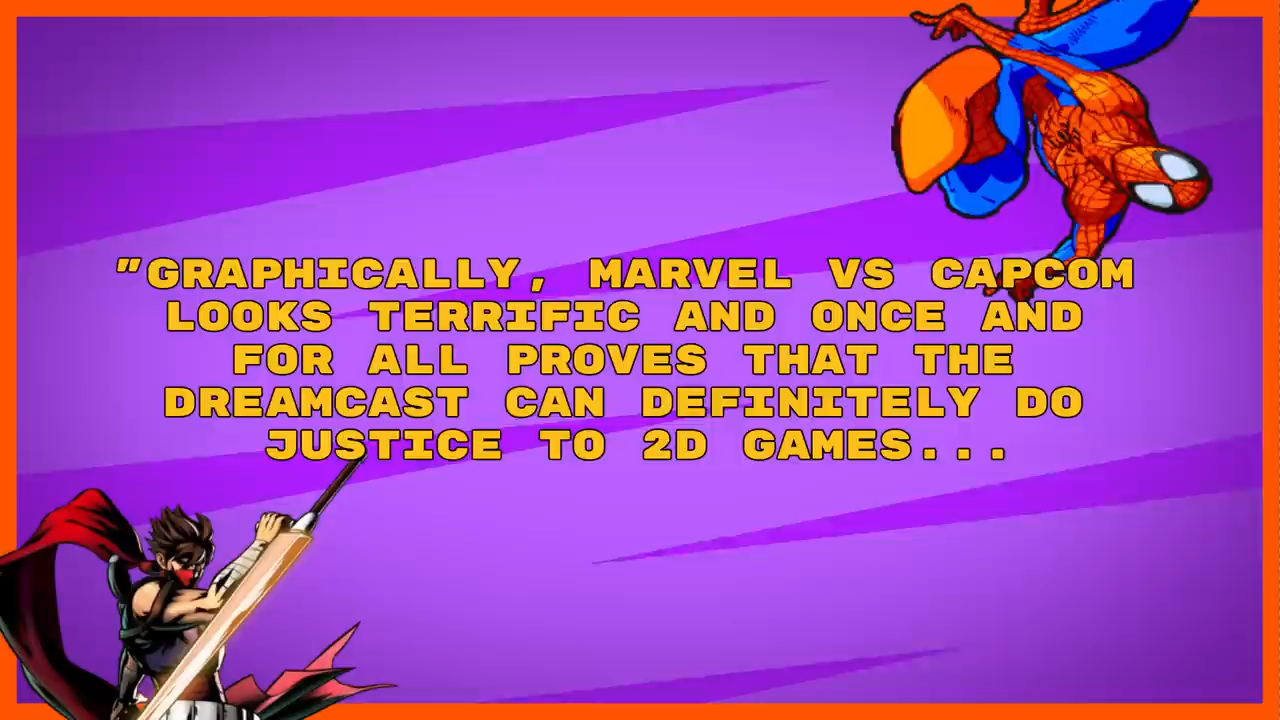 "GRAPHICALLY, MARVEL VS CAPCOM
LOOKS TERRIFIC AND ONCE AND
FOR ALL PROVES THAT THE
DREAMCAST CAN DEFINITELY DO
JUSTICE TO 2D GAMES...